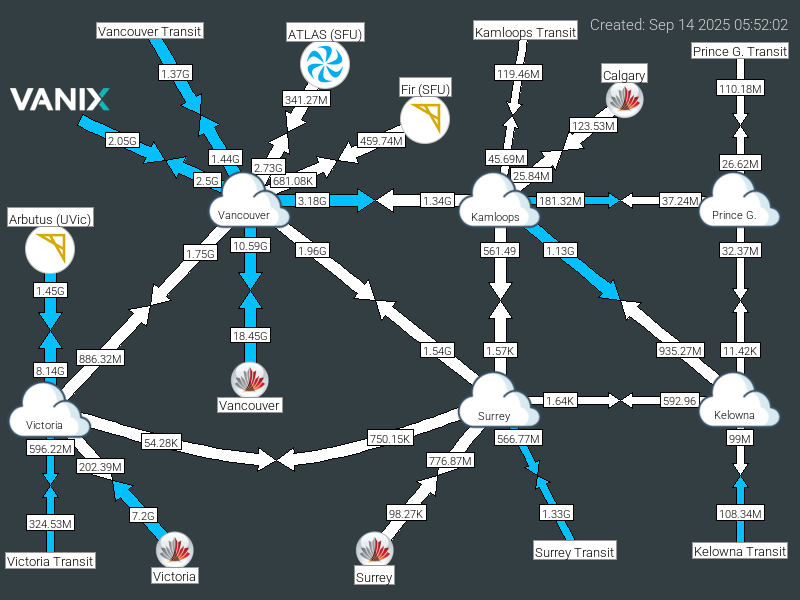 Created: Sep 14 2025 05:52:02
Vancouver Transit
ATLAS (SFU)
Kamloops Transit
Prince G. Transit
1.37G
119.46M
Calgary
Fir (SFU)
110.18M
VANIX
341.27M
123.53M
2.05G
459.74M
1.44G
2.73G
45.69M
26.62M
2.5G
681.08K
25.84M
3.18G
1.34G
181.32M
37.24M
Vancouver
Kamloops
Prince G.
Arbutus (UVic)
10.59G
1.75G
1.96G
561.49
1.13G
32.37M
1.45G
18.45G
886.32M
1.54G
1.57K
935.27M
11.42K
8.14G
Vancouver
1.64K
592.96
Victoria
Surrey
Kelowna
596.22M
54.28K
750.15K
566.77M
99M
202.39M
776.87M
324.53M
7.2G
98.27K
1.33G
108.34M
Victoria Transit
Victoria
Surrey
Surrey Transit
Kelowna Transit